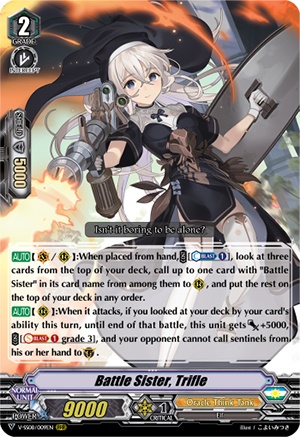 2
GRADE
INTERCEPT
5000
Isn't it boring to be alone?
AUTO [ / ]:When placed from hand, [ BLAST 1], look at three
cards from the top of your deck, call up to one card with "Battle
Sister" in its card name from among them to , and put the rest on
the top of your deck in any order.
AUTO [ / ]:When it attacks, if you looked at your deck by your card's
ability this turn, until end of that battle, this unit gets +5000,
[ BLAST 1 grade 3], and your opponent cannot call sentinels from
his or her hand to .
NORMAL UNIT
Battle Sister, Trifle
POWER 9000
1 CRITICAL
Oracle Think Tank
Elf
V-SS08/009EN RRR